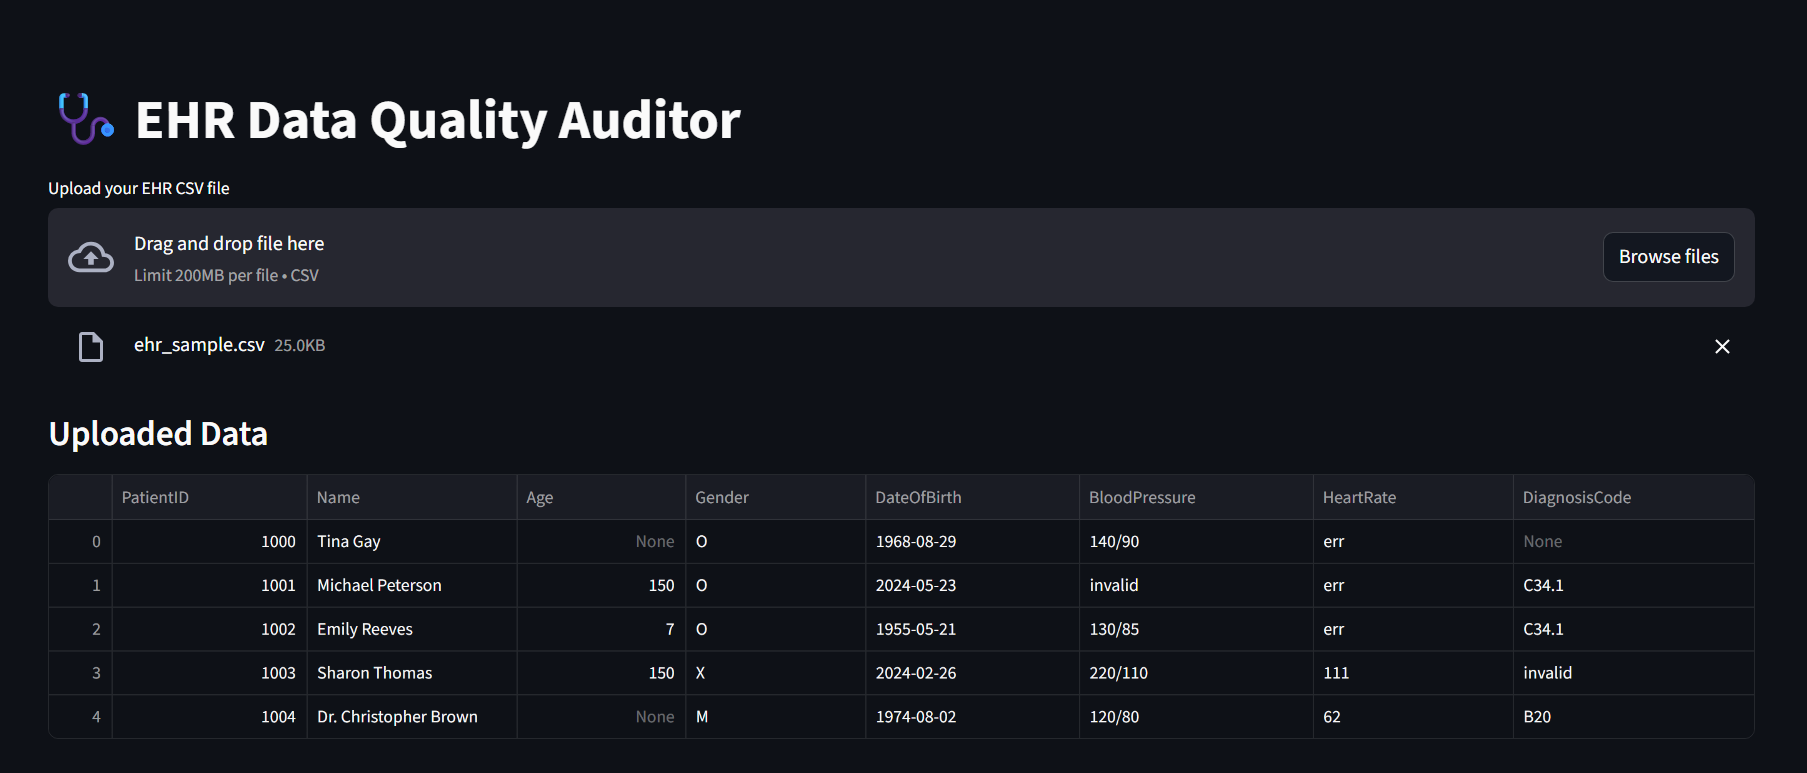 EHR Data Quality Auditor
Upload your EHR CSV file
Drag and drop file here
Limit 200MB per file • CSV
Browse files
ehr_sample.csv 25.0KB
Uploaded Data
PatientID Name Age Gender DateOfBirth BloodPressure HeartRate DiagnosisCode
0 1000 Tina Gay None O 1968-08-29 140/90 err None
1 1001 Michael Peterson 150 O 2024-05-23 invalid err C34.1
2 1002 Emily Reeves 7 O 1955-05-21 130/85 err C34.1
3 1003 Sharon Thomas 150 X 2024-02-26 220/110 111 invalid
4 1004 Dr. Christopher Brown None M 1974-08-02 120/80 62 B20